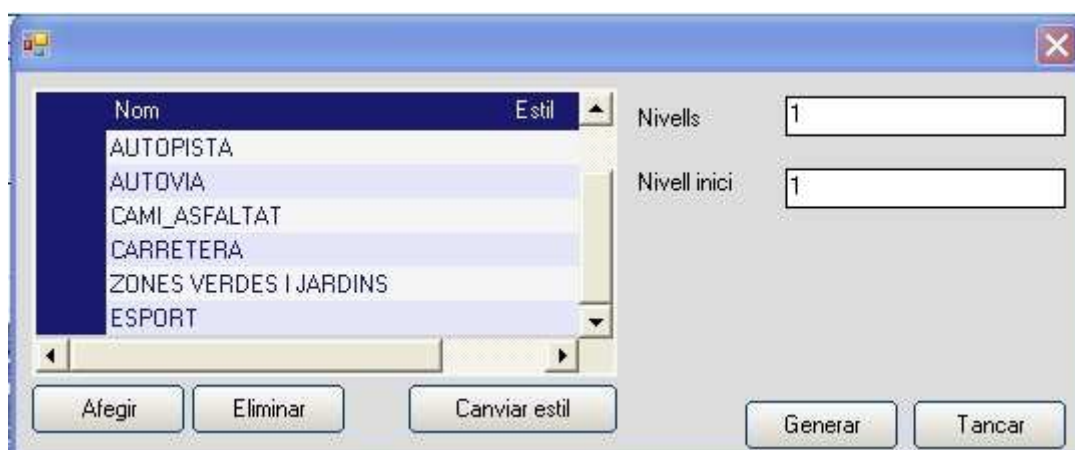 Nom Estil
AUTOPISTA
AUTOVIA
CAMI_ASFALTAT
CARRETERA
ZONES VERDES I JARDINS
ESPORT
Afegir Eliminar Canviar estil
Nivells 1
Nivell inici 1
Generar Tancar